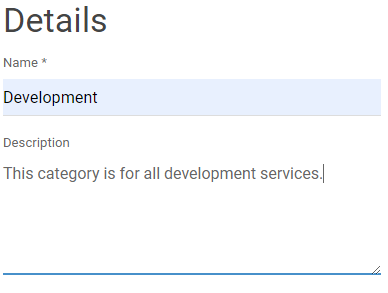 Details
Name *
Development
Description
This category is for all development services.